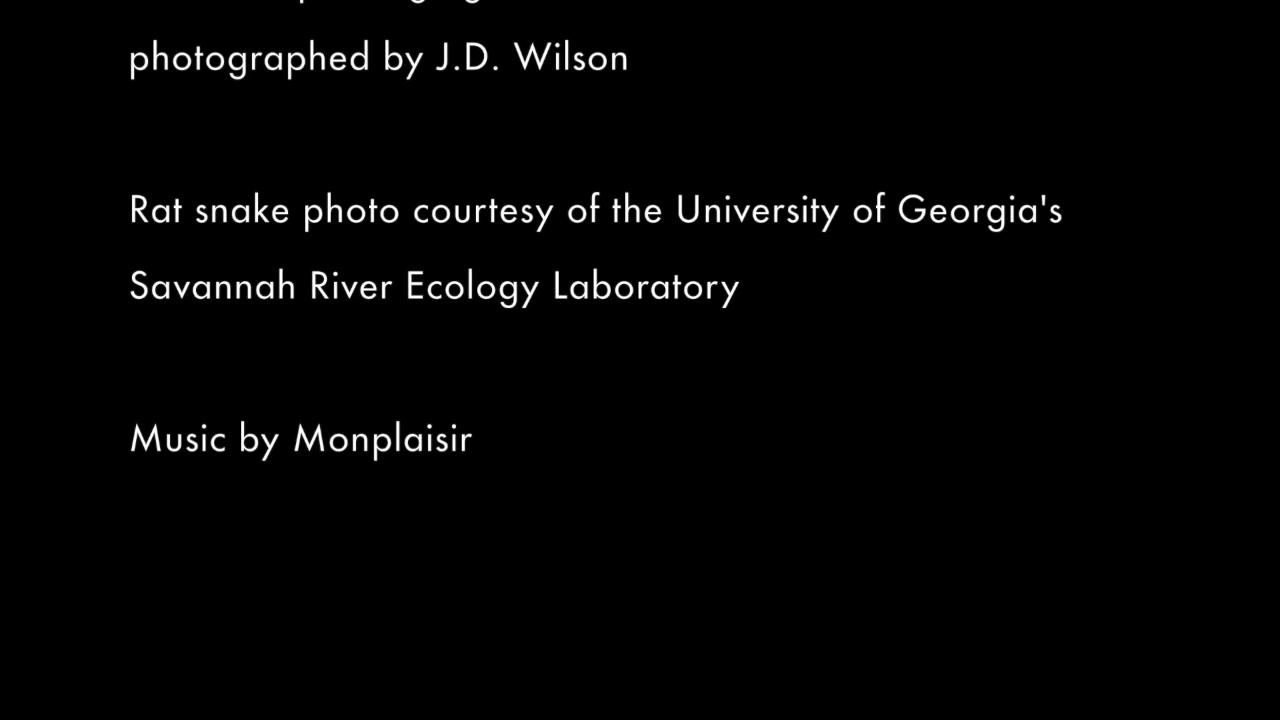 photographed by J.D. Wilson
Rat snake photo courtesy of the University of Georgia's
Savannah River Ecology Laboratory
Music by Monplaisir